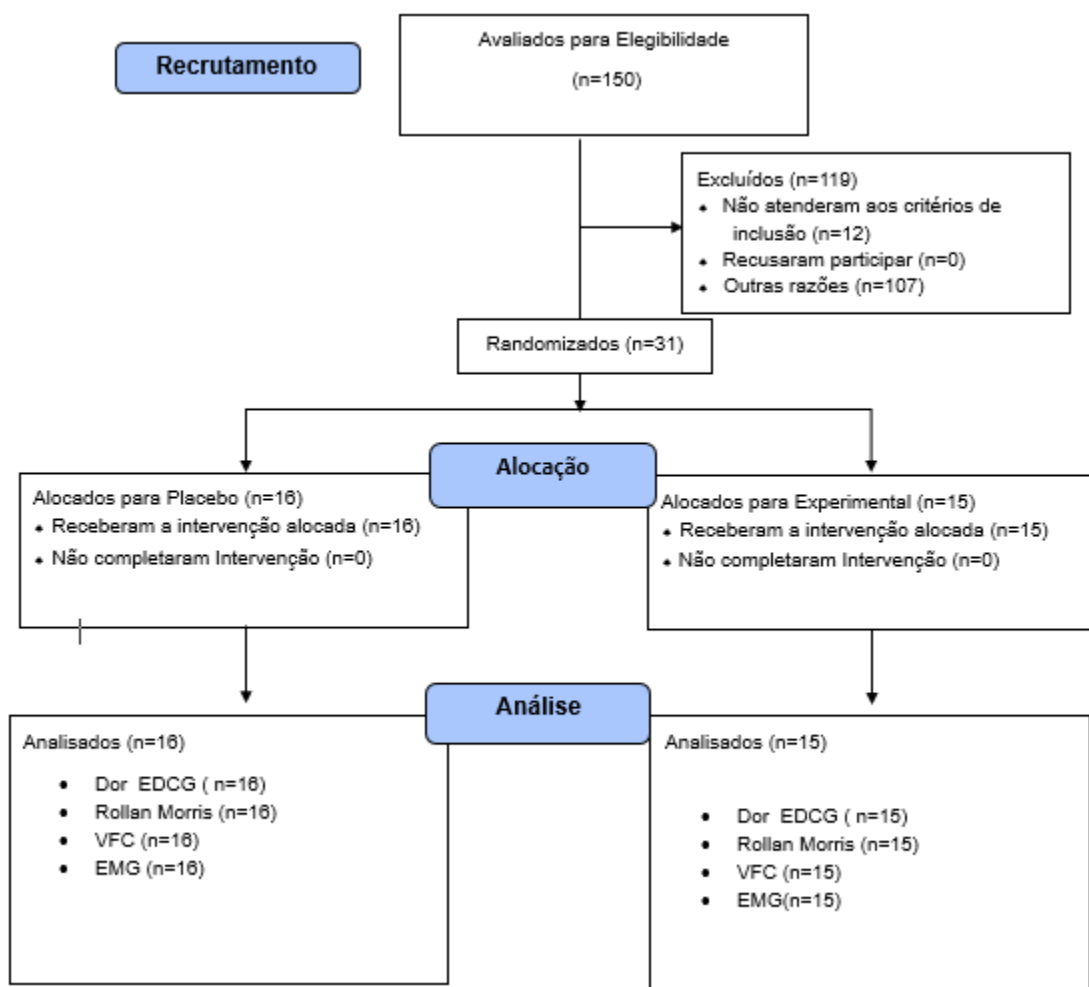 Recrutamento
Avaliados para Elegibilidade
(n=150)
Excluídos (n=119)
Não atenderam aos critérios de
inclusão (n=12)
Recusaram participar (n=0)
Outras razões (n=107)
Randomizados (n=31)
Alocação
Alocados para Placebo (n=16)
Receberam a intervenção alocada (n=16)
Não completaram Intervenção (n=0)
Alocados para Experimental (n=15)
Receberam a intervenção alocada (n=15)
Não completaram Intervenção (n=0)
Análise
Analisados (n=16)
Dor EDCG ( n=16)
Rollan Morris (n=16)
VFC (n=16)
EMG (n=16)
Analisados (n=15)
Dor EDCG ( n=15)
Rollan Morris (n=15)
VFC (n=15)
EMG(n=15)